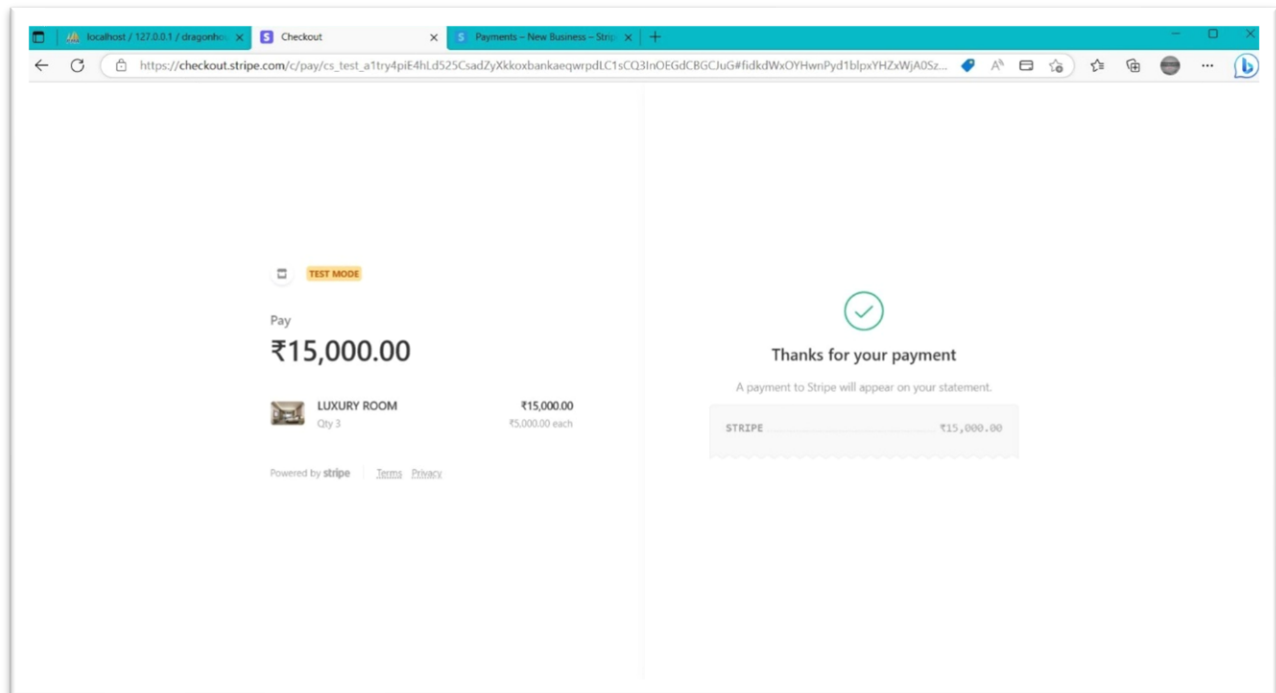 localhost / 127.0.0.1 / dragonho
Checkout
Payments – New Business – Strip
https://checkout.stripe.com/c/pay/
TEST MODE
Pay
₹15,000.00
LUXURY ROOM ₹15,000.00
Qty 3 ₹5,000.00 each
Powered by stripe Terms Privacy
Thanks for your payment
A payment to Stripe will appear on your statement.
STRIPE ₹15,000.00